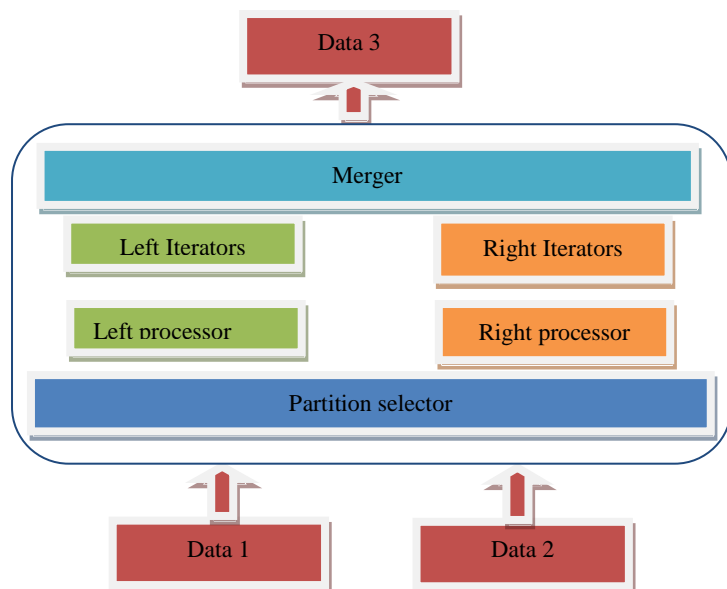 Data 3
Merger
Left Iterators
Right Iterators
Left processor
Right processor
Partition selector
Data 1
Data 2